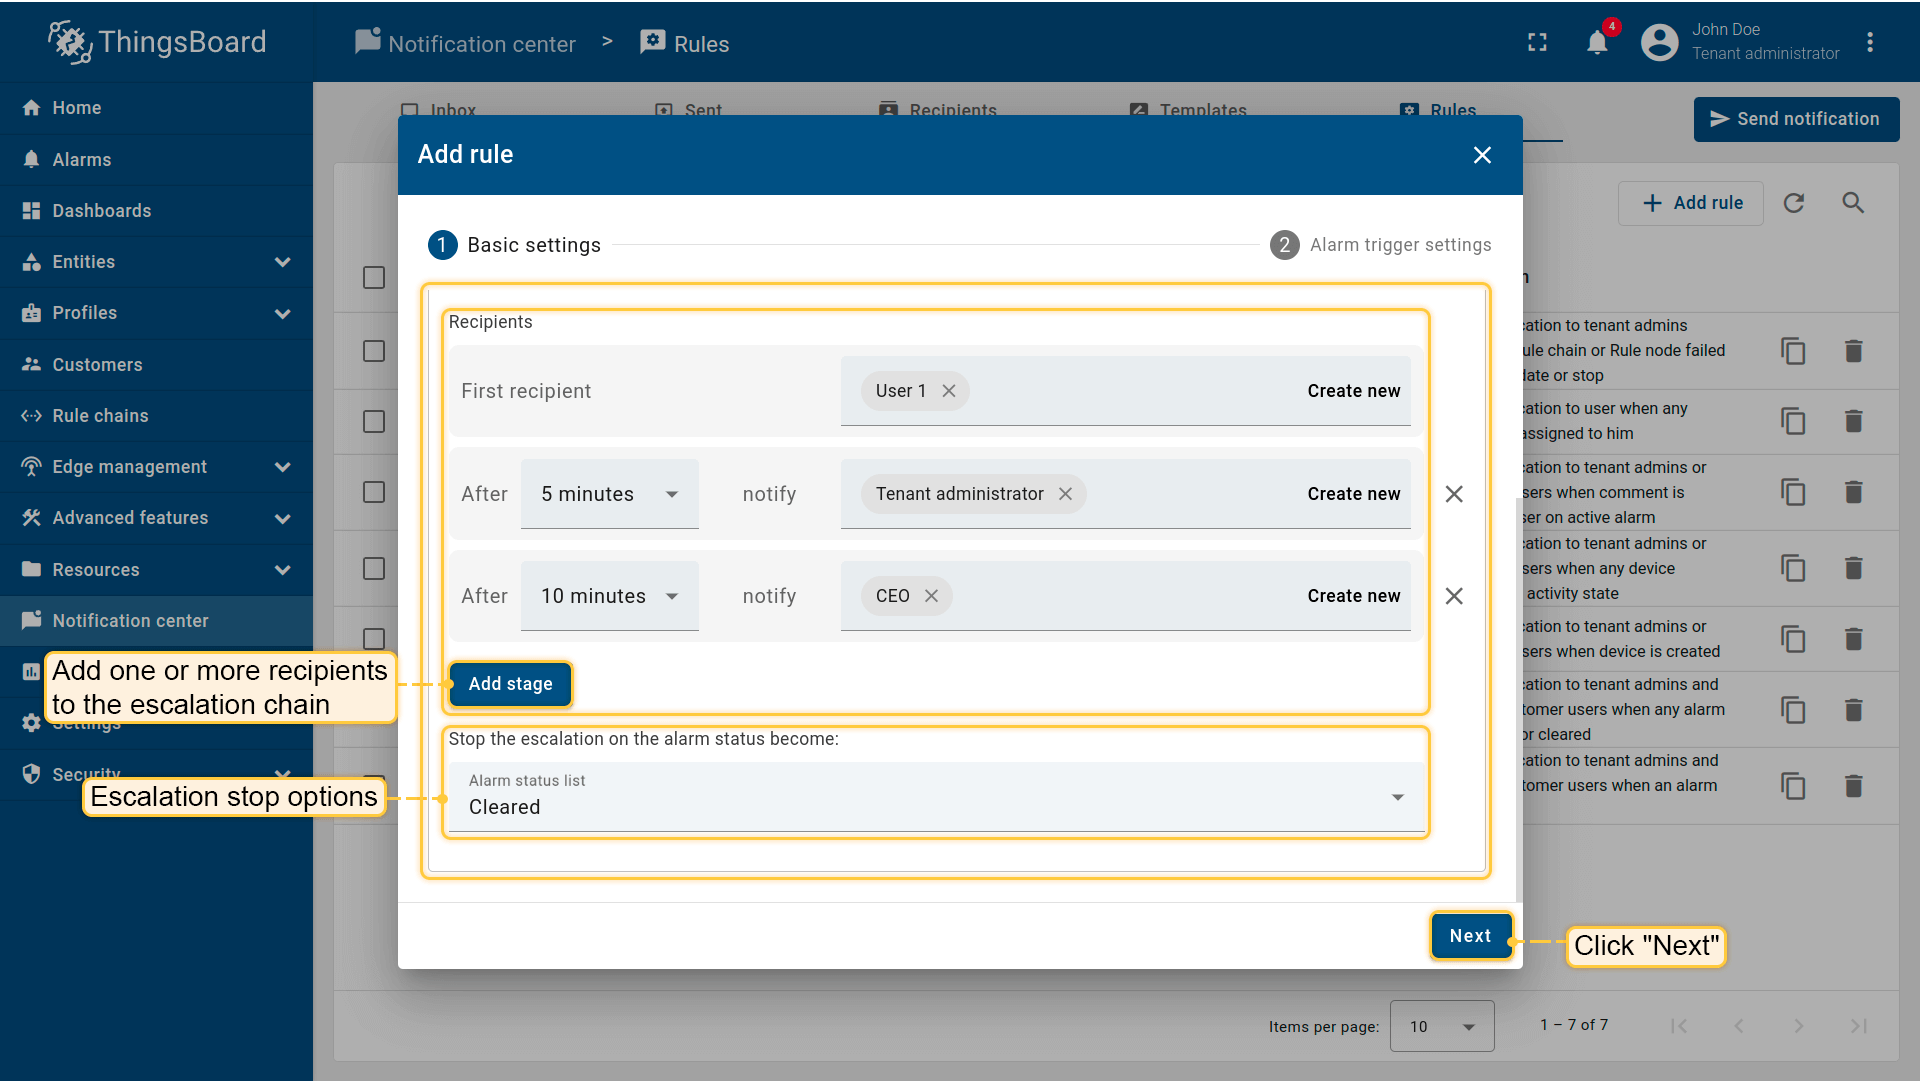 ThingsBoard
Notification center > Rules
4
John Doe
Tenant administrator
Home
Alarms
Dashboards
Entities
Profiles
Customers
Rule chains
Edge management
Advanced features
Resources
Notification center
Settings
Security
Inbox
Sent
Recipients
Templates
Rules
Send notification
Add rule
Add rule
1 Basic settings
2 Alarm trigger settings
Recipients
First recipient
User 1
Create new
After
5 minutes
notify
Tenant administrator
Create new
After
10 minutes
notify
CEO
Create new
Add stage
Stop the escalation on the alarm status become:
Alarm status list
Cleared
Next
Add one or more recipients
to the escalation chain
Escalation stop options
Click "Next"
cation to tenant admins
ule chain or Rule node failed
date or stop
cation to user when any
assigned to him
cation to tenant admins or
sers when comment is
ser on active alarm
cation to tenant admins or
sers when any device
activity state
cation to tenant admins or
sers when device is created
cation to tenant admins and
tomer users when any alarm
or cleared
cation to tenant admins and
tomer users when an alarm
Items per page:
10
1 – 7 of 7